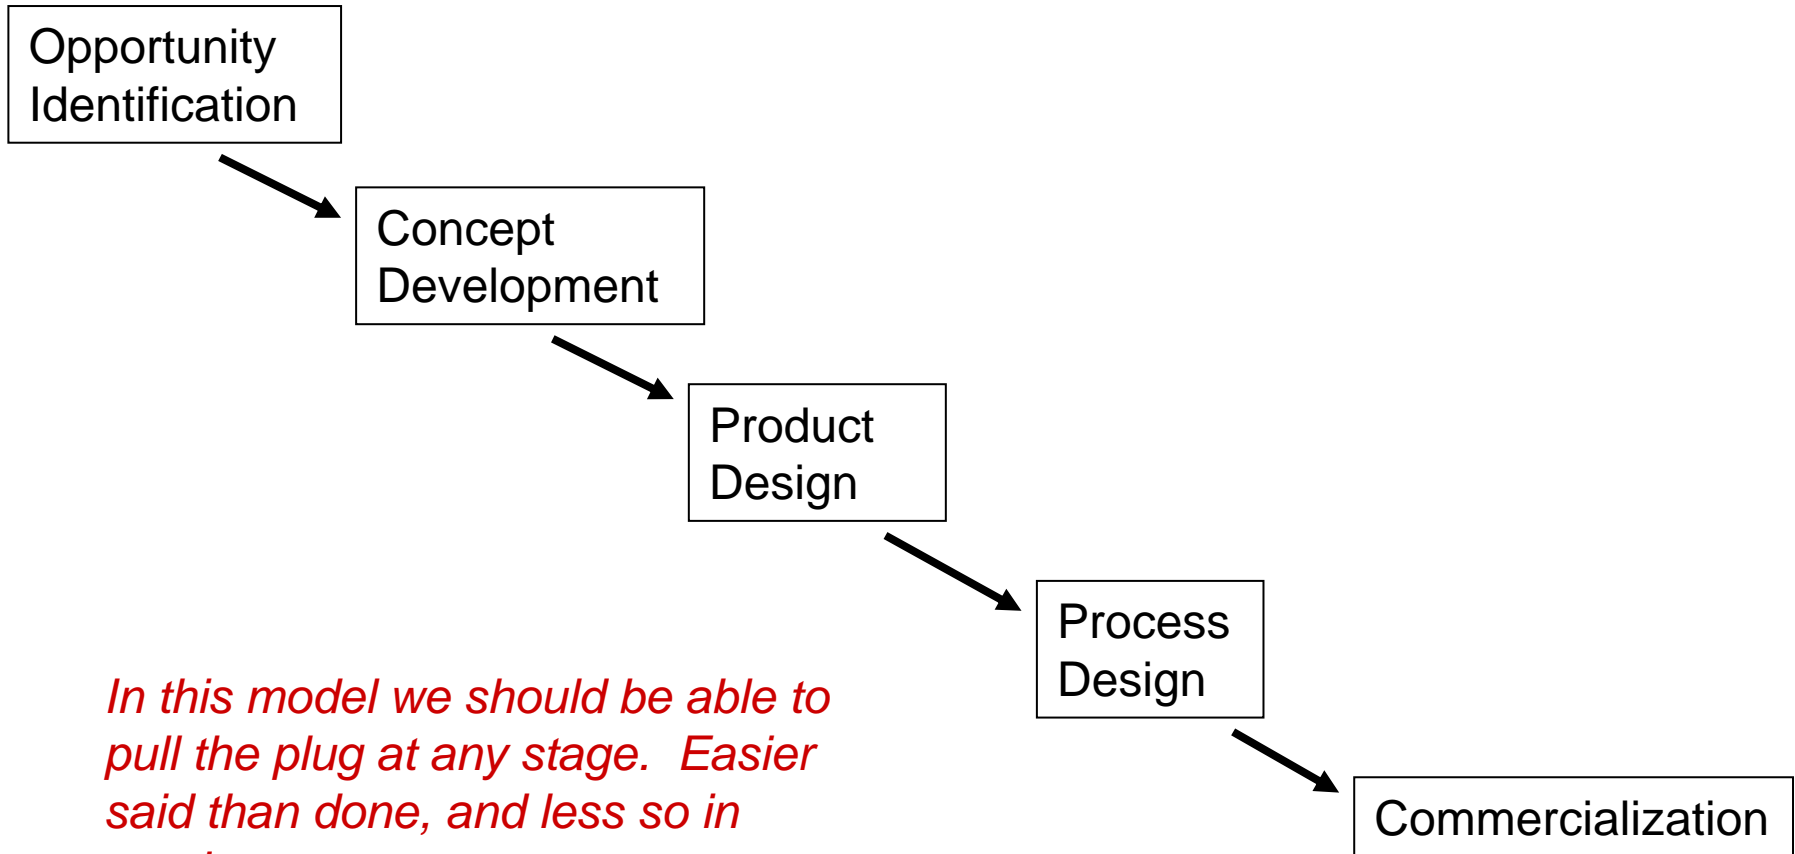 Opportunity
Identification
Concept
Development
Product
Design
Process
Design
In this model we should be able to
pull the plug at any stage.  Easier
said than done, and less so in
Commercialization